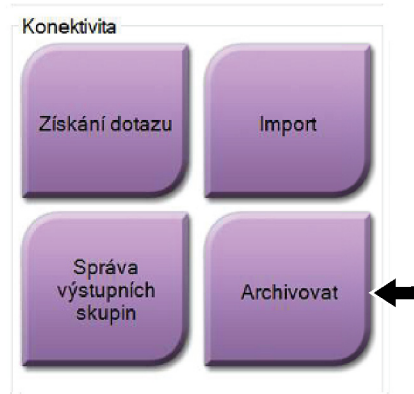 Konektivita
Získání dotazu
Import
Správa
výstupních
skupin
Archivovat